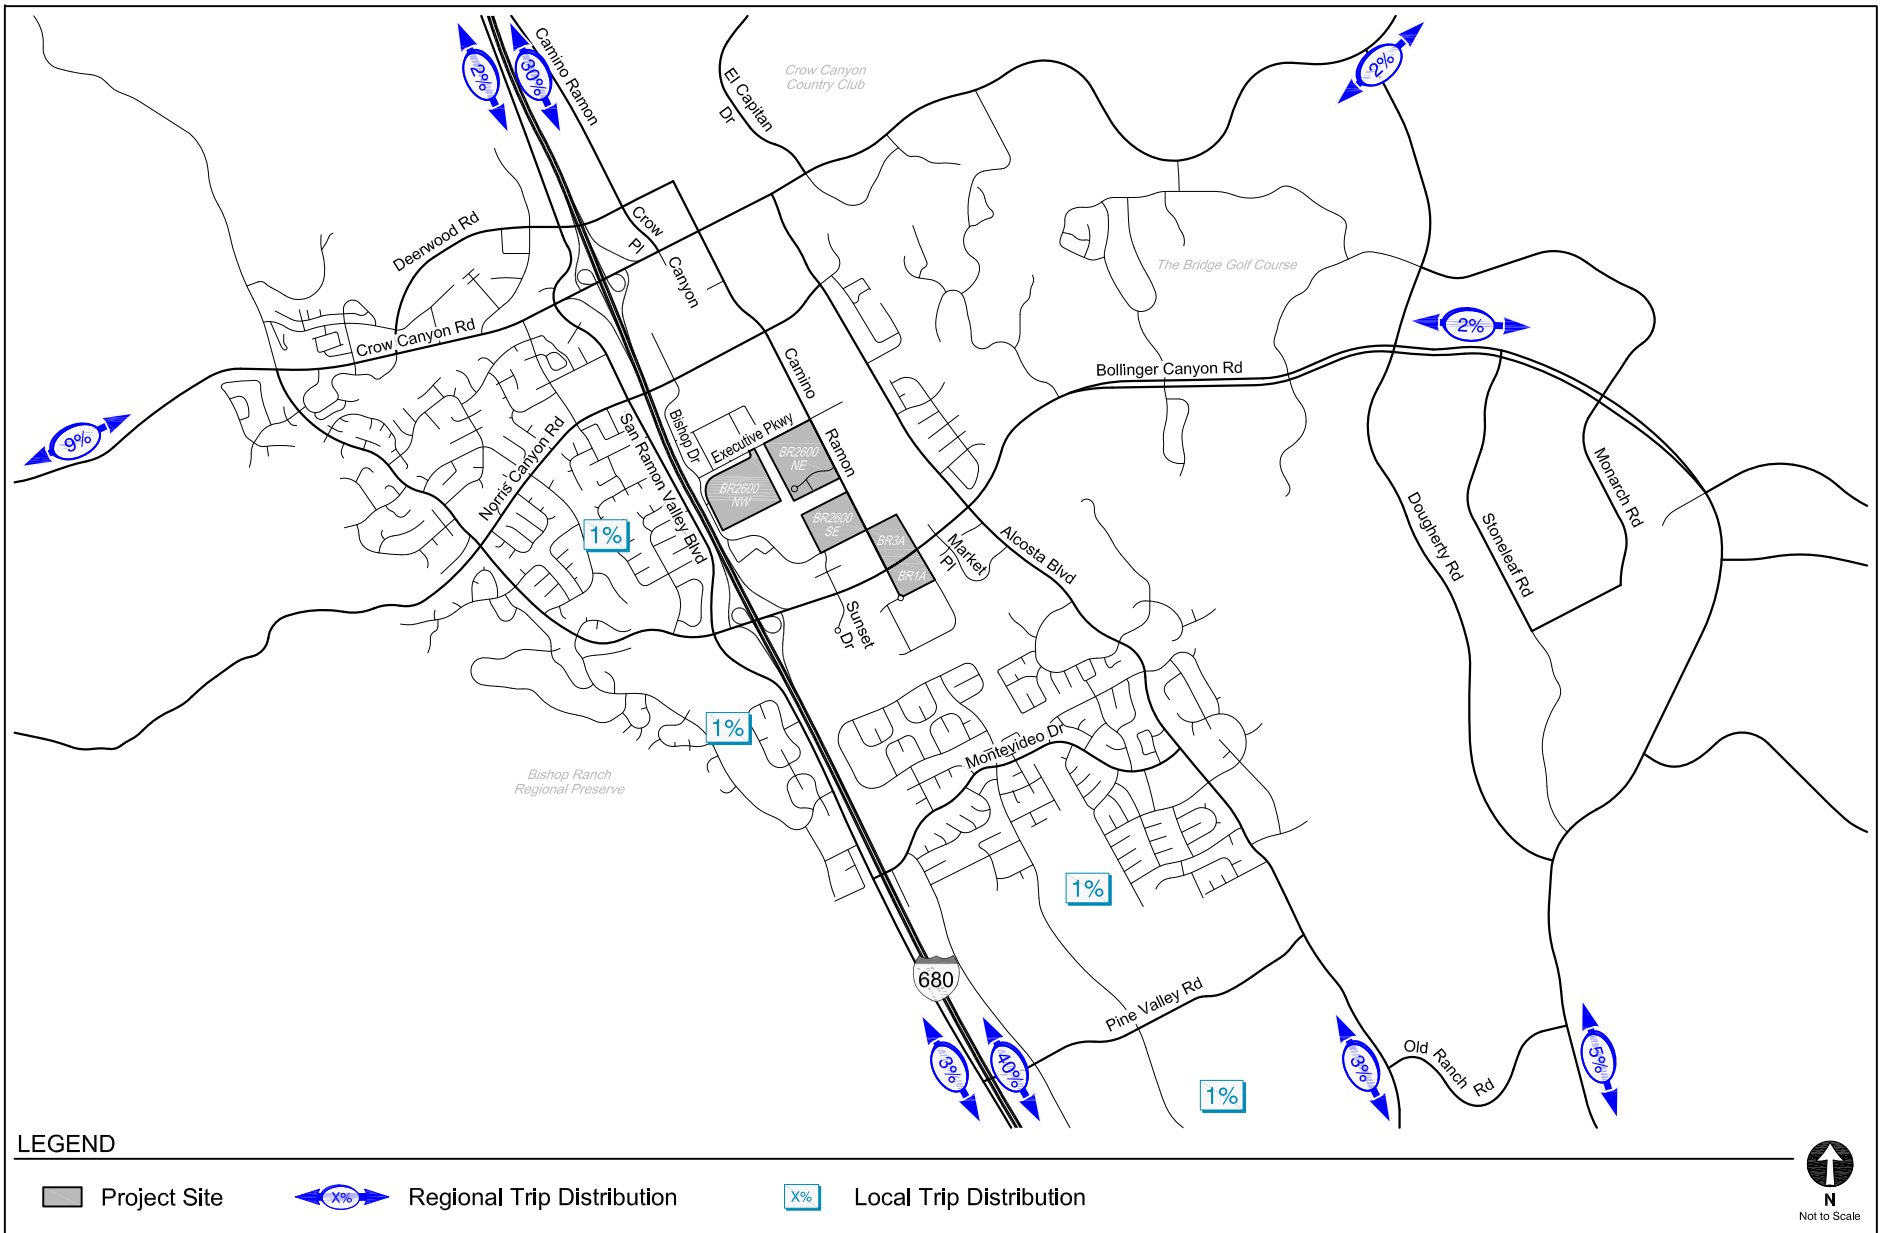 2%
30%
Camino Ramon
El Capitan
Dr
Crow Canyon
Country Club
2%
Deerwood Rd
Crow
Pl
Canyon
The Bridge Golf Course
2%
Crow Canyon Rd
Camino
Ramon
Bollinger Canyon Rd
9%
Norris Canyon Rd
San Ramon Valley Blvd
Bishop Dr
Executive Pkwy
BR2600
NE
BR2600
NW
BR2600
SE
BR3A
BR1A
Market
Pl
Alcosta Blvd
Dougherty Rd
Stoneleaf Rd
Monarch Rd
1%
Sunset
Dr
1%
Montevideo Dr
Bishop Ranch
Regional Preserve
1%
680
Pine Valley Rd
3%
40%
1%
3%
Old Ranch Rd
5%
LEGEND
Project Site
X%
Regional Trip Distribution
X%
Local Trip Distribution
N
Not to Scale